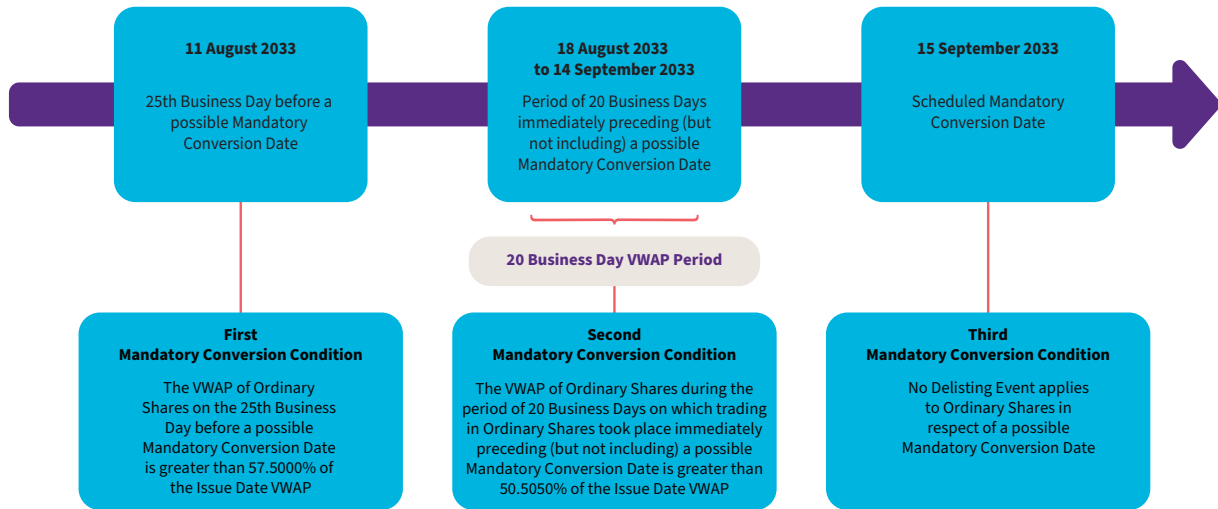 11 August 2033
25th Business Day before a
possible Mandatory
Conversion Date
18 August 2033
to 14 September 2033
Period of 20 Business Days
immediately preceding (but
not including) a possible
Mandatory Conversion Date
15 September 2033
Scheduled Mandatory
Conversion Date
20 Business Day VWAP Period
First
Mandatory Conversion Condition
The VWAP of Ordinary
Shares on the 25th Business
Day before a possible
Mandatory Conversion Date
is greater than 57.5000% of
the Issue Date VWAP
Second
Mandatory Conversion Condition
The VWAP of Ordinary Shares during the
period of 20 Business Days on which trading
in Ordinary Shares took place immediately
preceding (but not including) a possible
Mandatory Conversion Date is greater than
50.5050% of the Issue Date VWAP
Third
Mandatory Conversion Condition
No Delisting Event applies
to Ordinary Shares in
respect of a possible
Mandatory Conversion Date